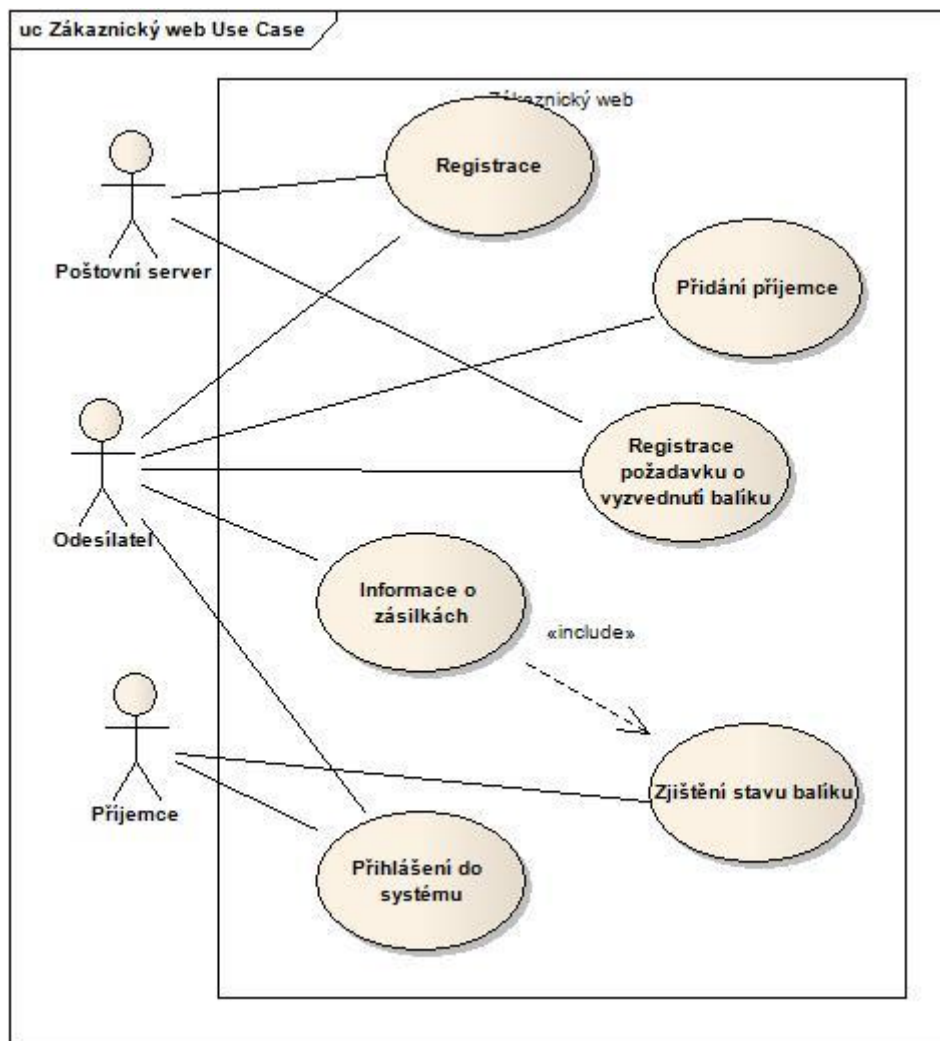 uc Zákaznický web Use Case
Zákaznický web
Registrace
Poštovní server
Přidání příjemce
Registrace
požadavku o
vyzvednutí balíku
Odesílatel
Informace o
zásilkách
«include»
Příjemce
Zjištění stavu balíku
Přihlášení do
systému